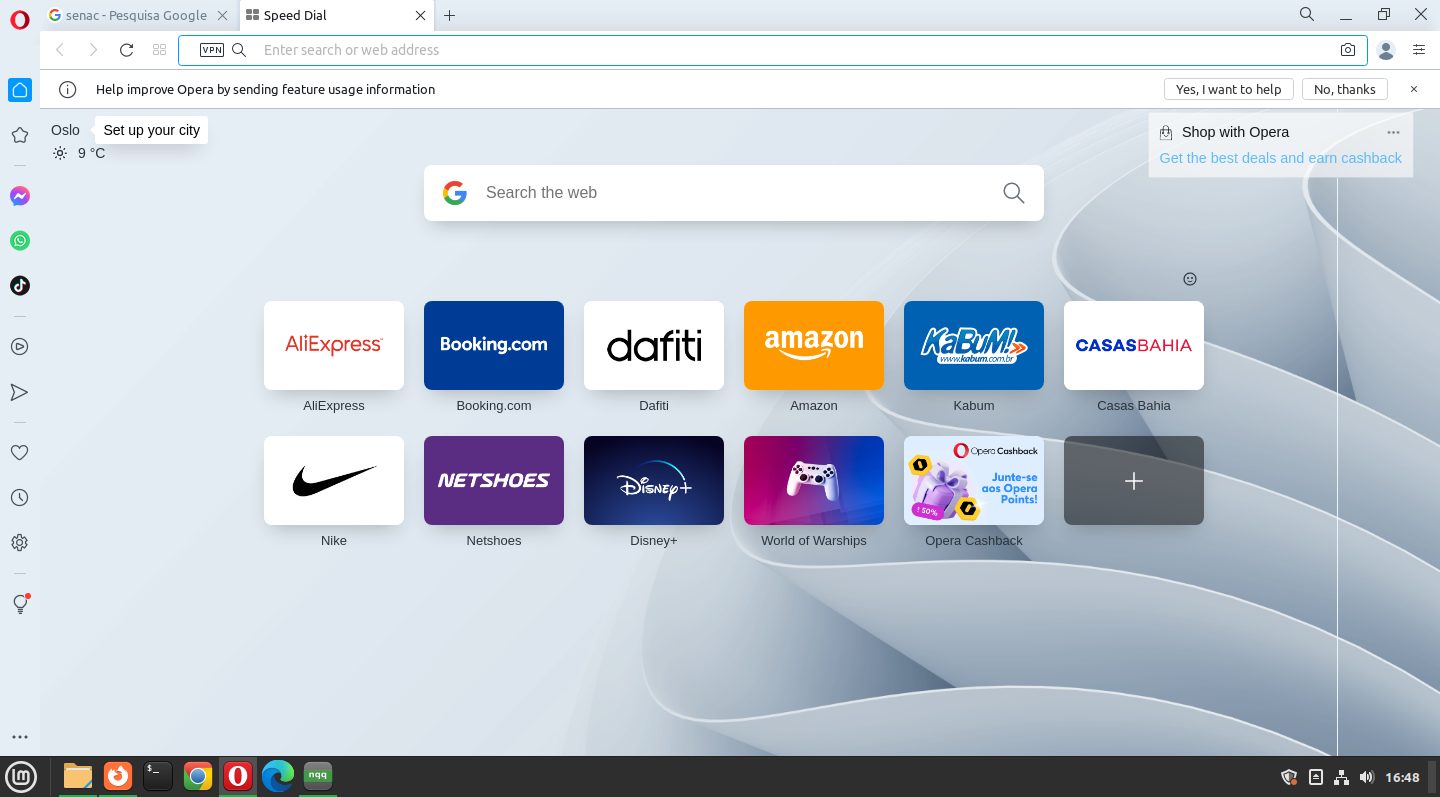 senac - Pesquisa Google
Speed Dial
VPN
Enter search or web address
Help improve Opera by sending feature usage information
Yes, I want to help
No, thanks
Oslo
Set up your city
9 °C
Shop with Opera
Get the best deals and earn cashback
Search the web
AliExpress
Booking.com
dafiti
amazon
KaBuM!
www.kabum.com.br
CASASBAHIA
AliExpress
Booking.com
Dafiti
Amazon
Kabum
Casas Bahia
NETSHOES
Disney+
Opera Cashback
Junte-se
aos Opera
Points!
↑ 50%
Nike
Netshoes
Disney+
World of Warships
Opera Cashback
$_
nqq
16:48